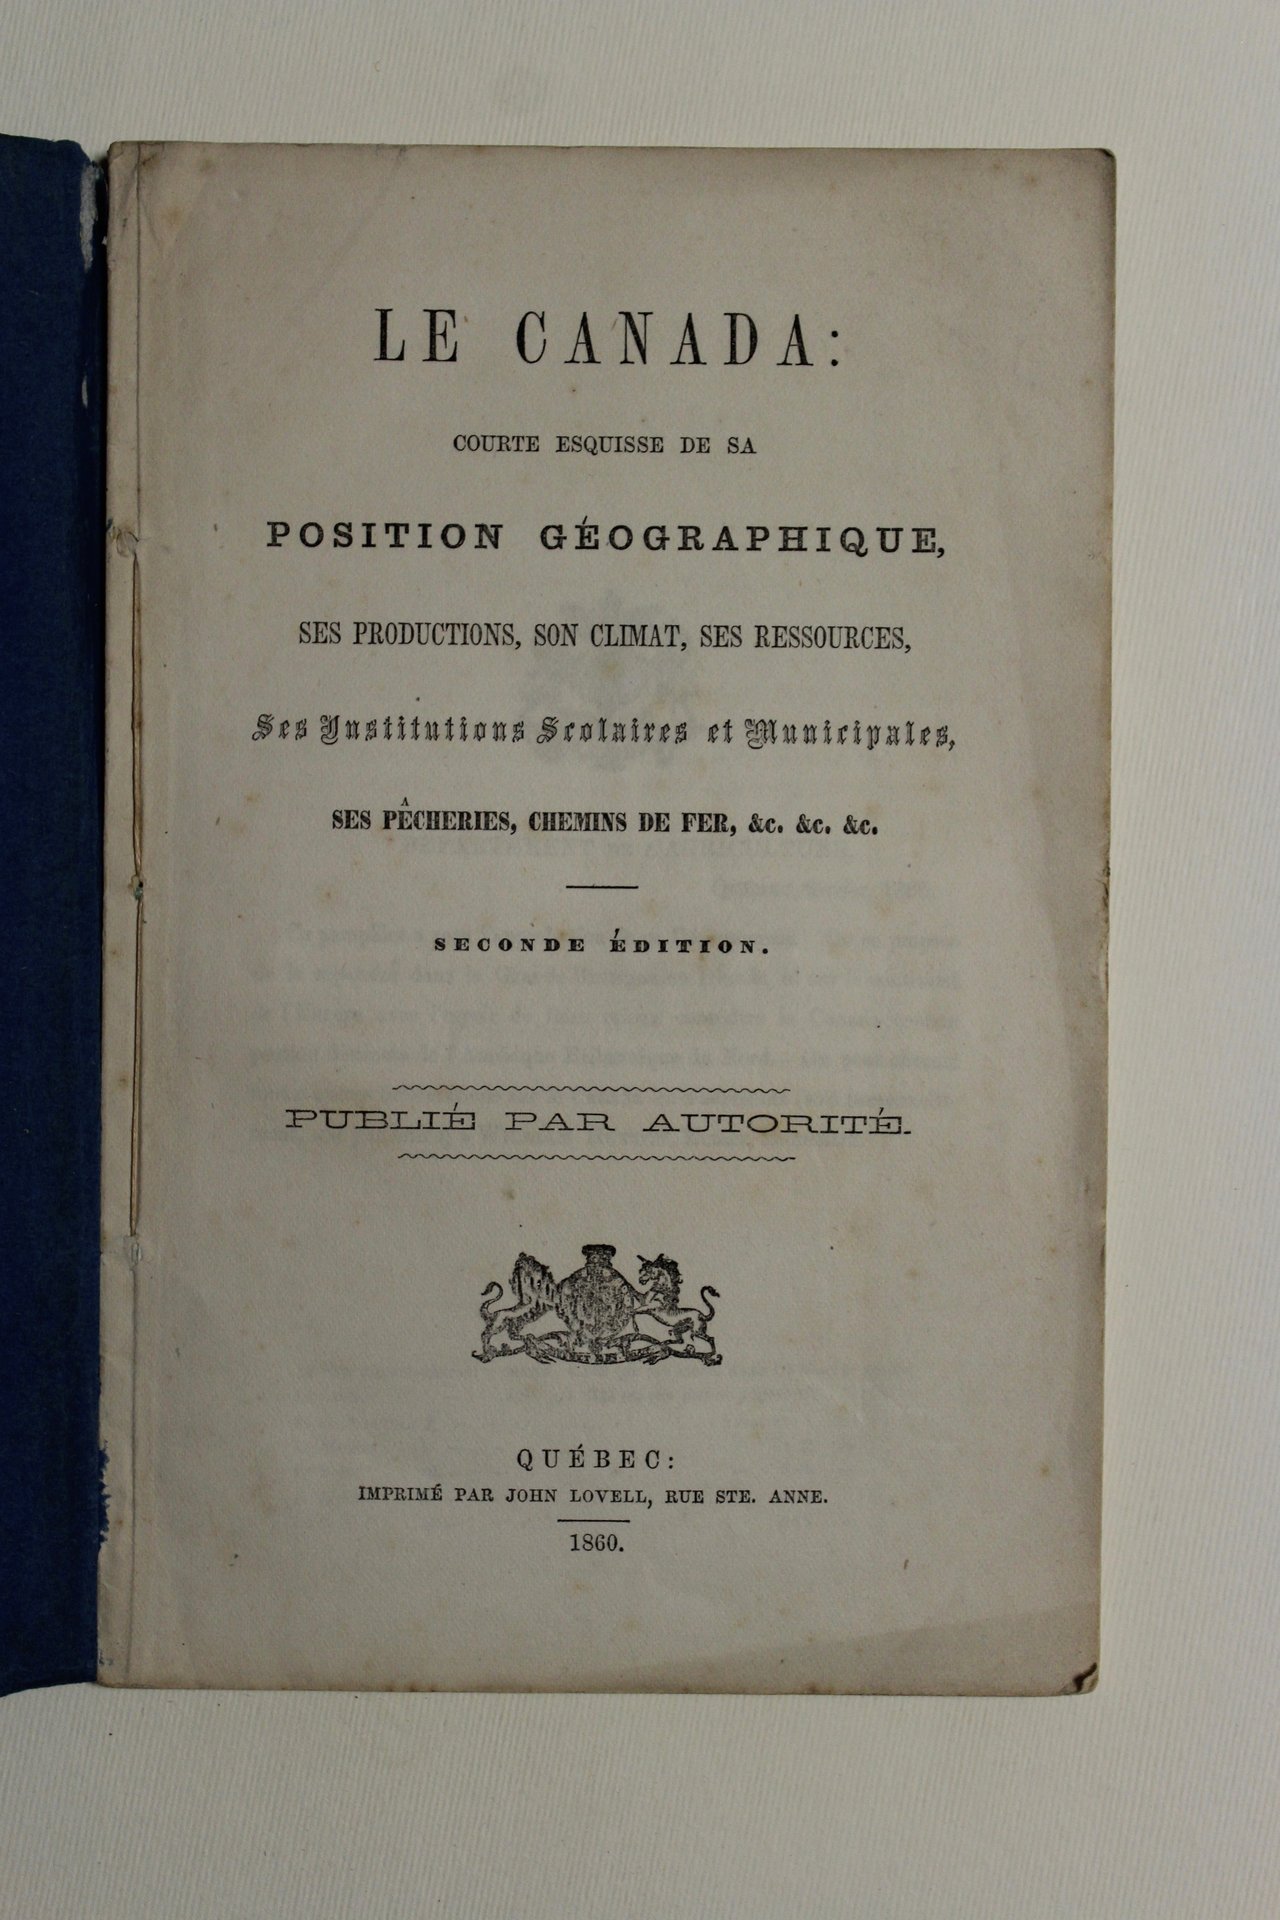 LE CANADA:
COURTE ESQUISSE DE SA
POSITION GÉOGRAPHIQUE,
SES PRODUCTIONS, SON CLIMAT, SES RESSOURCES,
Ses Institutions Scolaires et Municipales,
SES PÊCHERIES, CHEMINS DE FER, &c. &c. &c.
SECONDE ÉDITION.
PUBLIÉ PAR AUTORITÉ.
QUÉBEC:
IMPRIMÉ PAR JOHN LOVELL, RUE STE. ANNE.
1860.